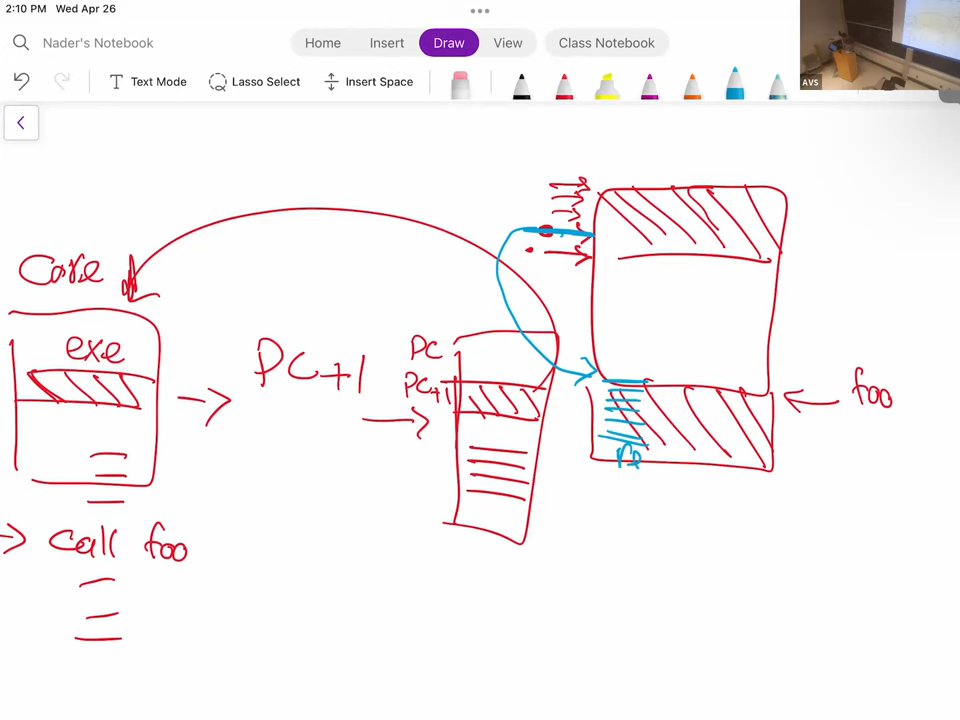 2:10 PM Wed Apr 26
Nader's Notebook
Home Insert Draw View Class Notebook
Text Mode Lasso Select Insert Space
AVS
Core
exe
PC+1
PC
PC+1
foo
call foo